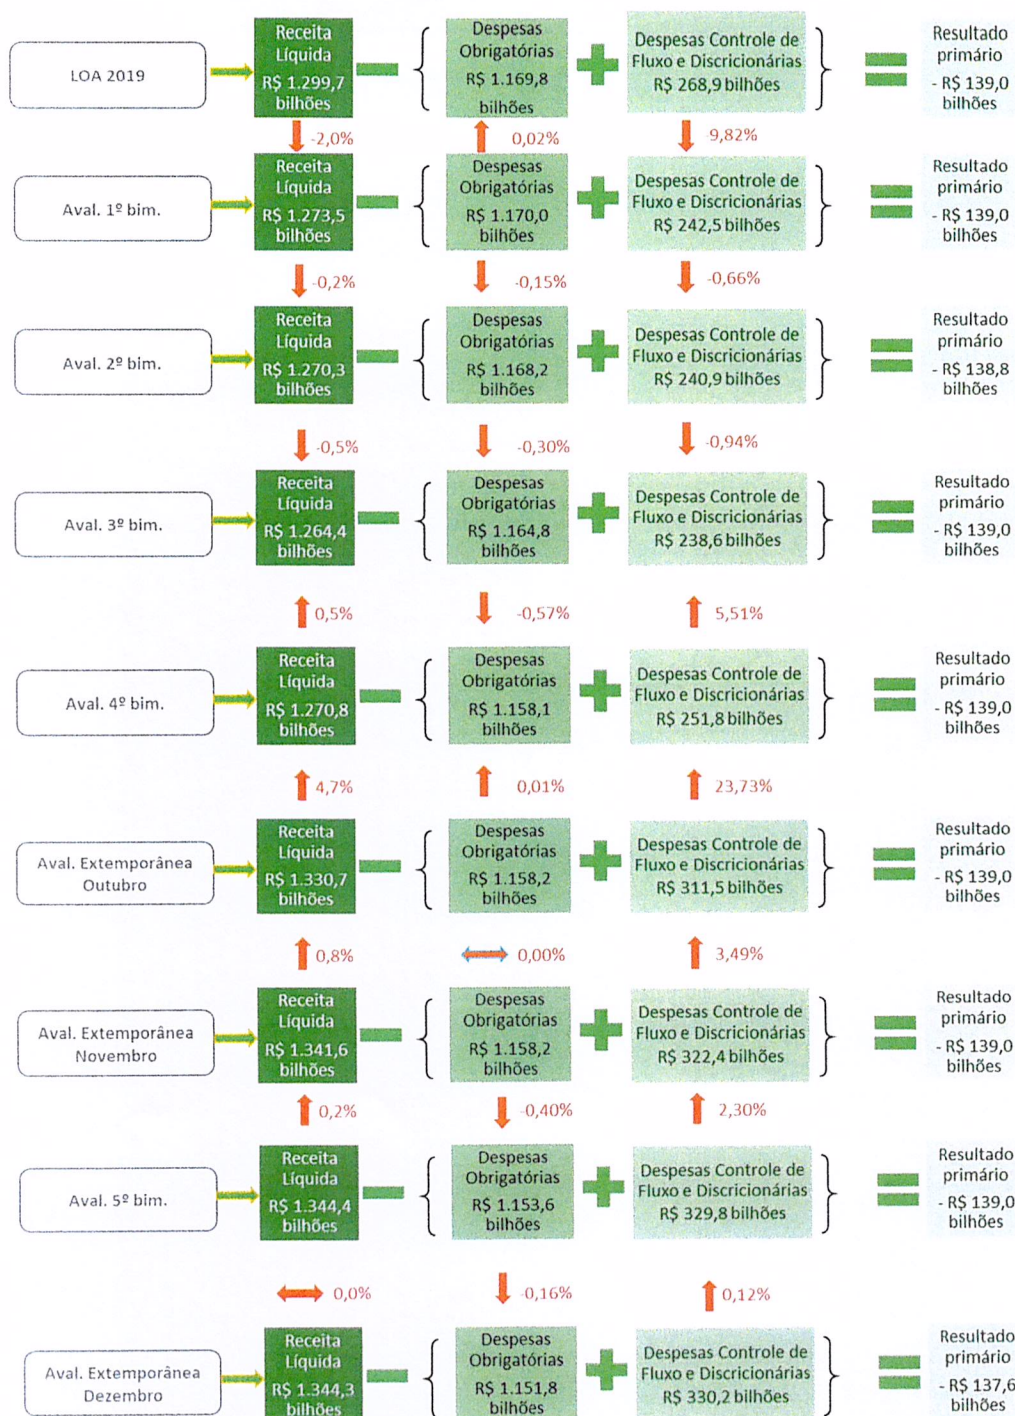 LOA 2019
Receita
Líquida
R$ 1.299,7
bilhões
Despesas
Obrigatórias
R$ 1.169,8
bilhões
Despesas Controle de
Fluxo e Discricionárias
R$ 268,9 bilhões
Resultado
primário
- R$ 139,0
bilhões
-2,0%
0,02%
9,82%
Aval. 1º bim.
Receita
Líquida
R$ 1.273,5
bilhões
Despesas
Obrigatórias
R$ 1.170,0
bilhões
Despesas Controle de
Fluxo e Discricionárias
R$ 242,5 bilhões
Resultado
primário
- R$ 139,0
bilhões
-0,2%
-0,15%
-0,66%
Aval. 2º bim.
Receita
Líquida
R$ 1.270,3
bilhões
Despesas
Obrigatórias
R$ 1.168,2
bilhões
Despesas Controle de
Fluxo e Discricionárias
R$ 240,9 bilhões
Resultado
primário
- R$ 138,8
bilhões
-0,5%
-0,30%
-0,94%
Aval. 3º bim.
Receita
Líquida
R$ 1.264,4
bilhões
Despesas
Obrigatórias
R$ 1.164,8
bilhões
Despesas Controle de
Fluxo e Discricionárias
R$ 238,6 bilhões
Resultado
primário
- R$ 139,0
bilhões
0,5%
-0,57%
5,51%
Aval. 4º bim.
Receita
Líquida
R$ 1.270,8
bilhões
Despesas
Obrigatórias
R$ 1.158,1
bilhões
Despesas Controle de
Fluxo e Discricionárias
R$ 251,8 bilhões
Resultado
primário
- R$ 139,0
bilhões
4,7%
0,01%
23,73%
Aval. Extemporânea
Outubro
Receita
Líquida
R$ 1.330,7
bilhões
Despesas
Obrigatórias
R$ 1.158,2
bilhões
Despesas Controle de
Fluxo e Discricionárias
R$ 311,5 bilhões
Resultado
primário
- R$ 139,0
bilhões
0,8%
0,00%
3,49%
Aval. Extemporânea
Novembro
Receita
Líquida
R$ 1.341,6
bilhões
Despesas
Obrigatórias
R$ 1.158,2
bilhões
Despesas Controle de
Fluxo e Discricionárias
R$ 322,4 bilhões
Resultado
primário
- R$ 139,0
bilhões
0,2%
-0,40%
2,30%
Aval. 5º bim.
Receita
Líquida
R$ 1.344,4
bilhões
Despesas
Obrigatórias
R$ 1.153,6
bilhões
Despesas Controle de
Fluxo e Discricionárias
R$ 329,8 bilhões
Resultado
primário
- R$ 139,0
bilhões
0,0%
-0,16%
0,12%
Aval. Extemporânea
Dezembro
Receita
Líquida
R$ 1.344,3
bilhões
Despesas
Obrigatórias
R$ 1.151,8
bilhões
Despesas Controle de
Fluxo e Discricionárias
R$ 330,2 bilhões
Resultado
primário
- R$ 137,6
bilhões